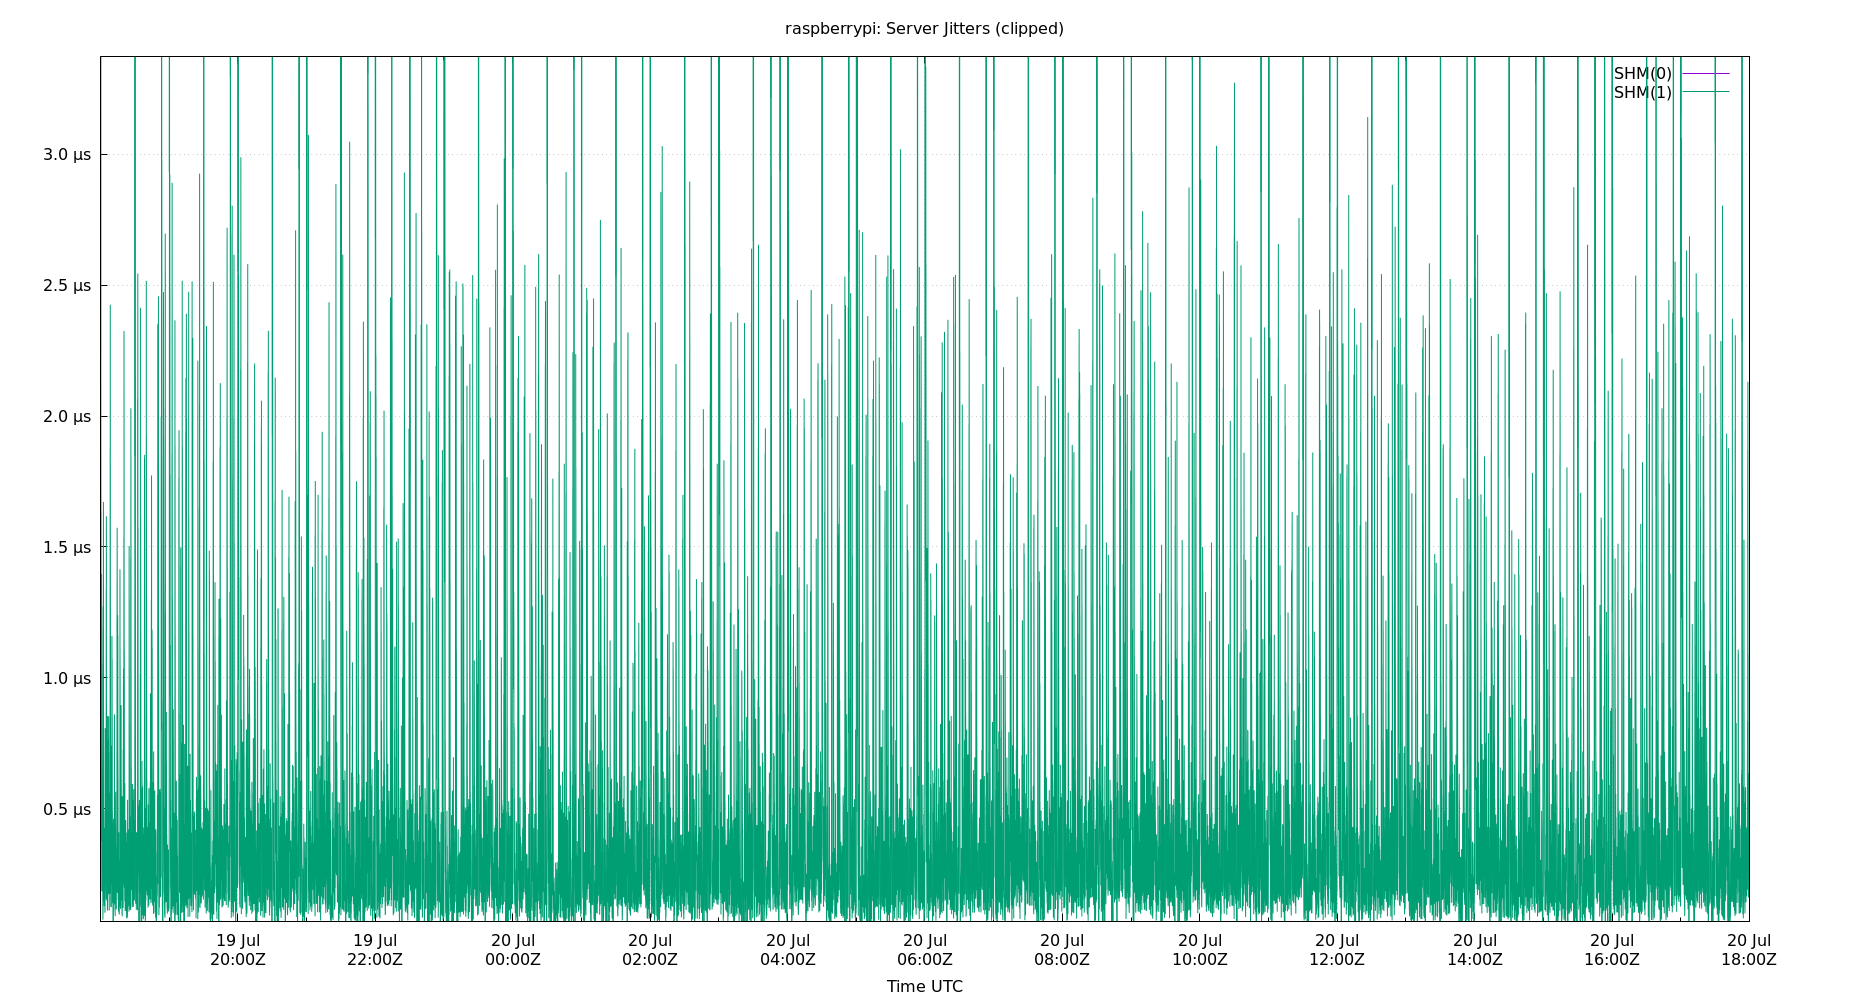 raspberrypi: Server Jitters (clipped)
SHM(0)
SHM(1)
3.0 µs
2.5 µs
2.0 µs
1.5 µs
1.0 µs
0.5 µs
19 Jul 19 Jul 20 Jul 20 Jul 20 Jul 20 Jul 20 Jul 20 Jul 20 Jul 20 Jul 20 Jul 20 Jul
20:00Z 22:00Z 00:00Z 02:00Z 04:00Z 06:00Z 08:00Z 10:00Z 12:00Z 14:00Z 16:00Z 18:00Z
Time UTC